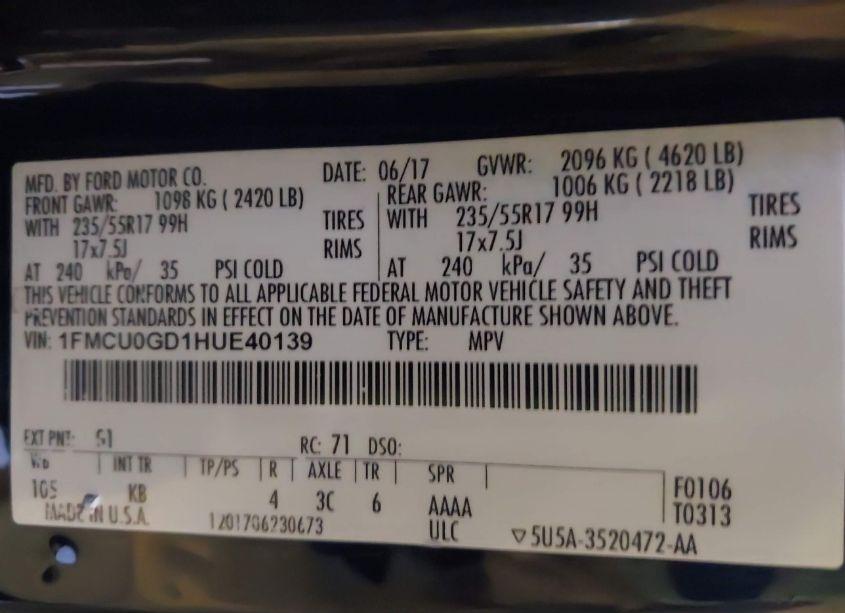 MFD. BY FORD MOTOR CO. DATE: 06/17 GVWR: 2096 KG ( 4620 LB)
FRONT GAWR: 1098 KG ( 2420 LB) REAR GAWR: 1006 KG ( 2218 LB)
WITH 235/55R17 99H TIRES WITH 235/55R17 99H TIRES
17x7.5J RIMS 17x7.5J RIMS
AT 240 kPa/ 35 PSI COLD AT 240 kPa/ 35 PSI COLD
THIS VEHICLE CONFORMS TO ALL APPLICABLE FEDERAL MOTOR VEHICLE SAFETY AND THEFT
PREVENTION STANDARDS IN EFFECT ON THE DATE OF MANUFACTURE SHOWN ABOVE.
VIN: 1FMCU0GD1HUE40139 TYPE: MPV
EXT PNT: RC: 71 DSO:
WB INT TR TP/PS R AXLE TR SPR F0106
105 KB 4 3C 6 AAAA T0313
MADE IN U.S.A. 1201706230673 ULC ▽5U5A-3520472-AA